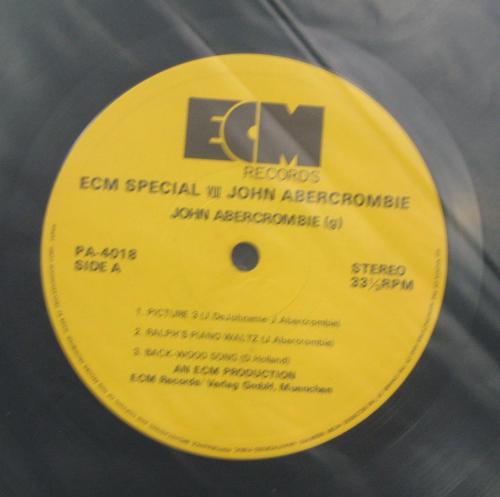 ECM
RECORDS
ECM SPECIAL VIII JOHN ABERCROMBIE
JOHN ABERCROMBIE (g)
PA-4018
SIDE A
STEREO
33⅓RPM
1. PICTURE 3 (J.DeJohnette-J.Abercrombie)
2. RALPH'S PIANO WALTZ (J.Abercrombie)
3. BACK-WOOD SONG (D.Holland)
AN ECM PRODUCTION
ECM Records/ Verlag GmbH, Muenchen